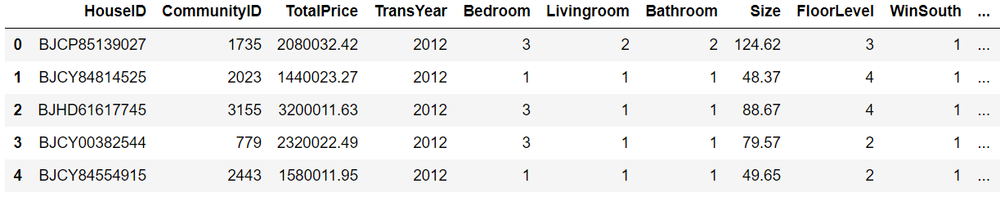 HouseID CommunityID TotalPrice TransYear Bedroom Livingroom Bathroom Size FloorLevel WinSouth ...
0 BJCP85139027 1735 2080032.42 2012 3 2 2 124.62 3 1 ...
1 BJCY84814525 2023 1440023.27 2012 1 1 1 48.37 4 1 ...
2 BJHD61617745 3155 3200011.63 2012 3 1 1 88.67 4 1 ...
3 BJCY00382544 779 2320022.49 2012 3 1 1 79.57 2 1 ...
4 BJCY84554915 2443 1580011.95 2012 1 1 1 49.65 2 1 ...